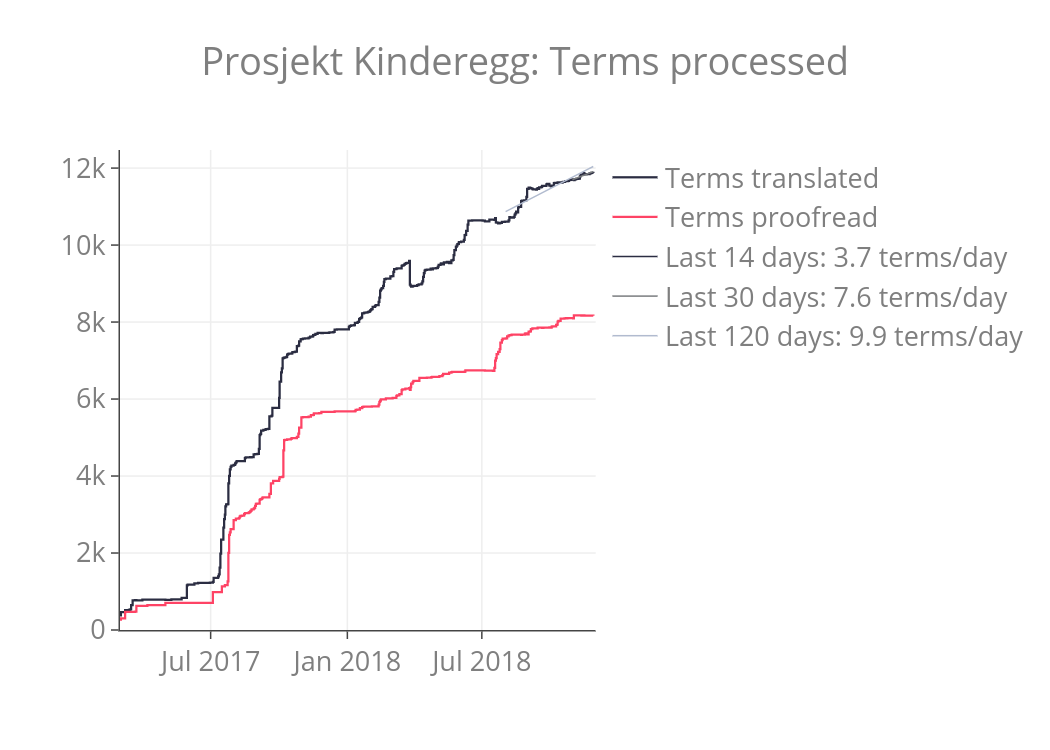 Prosjekt Kinderegg: Terms processed
12k
10k
8k
6k
4k
2k
0
Jul 2017
Jan 2018
Jul 2018
Terms translated
Terms proofread
Last 14 days: 3.7 terms/day
Last 30 days: 7.6 terms/day
Last 120 days: 9.9 terms/day